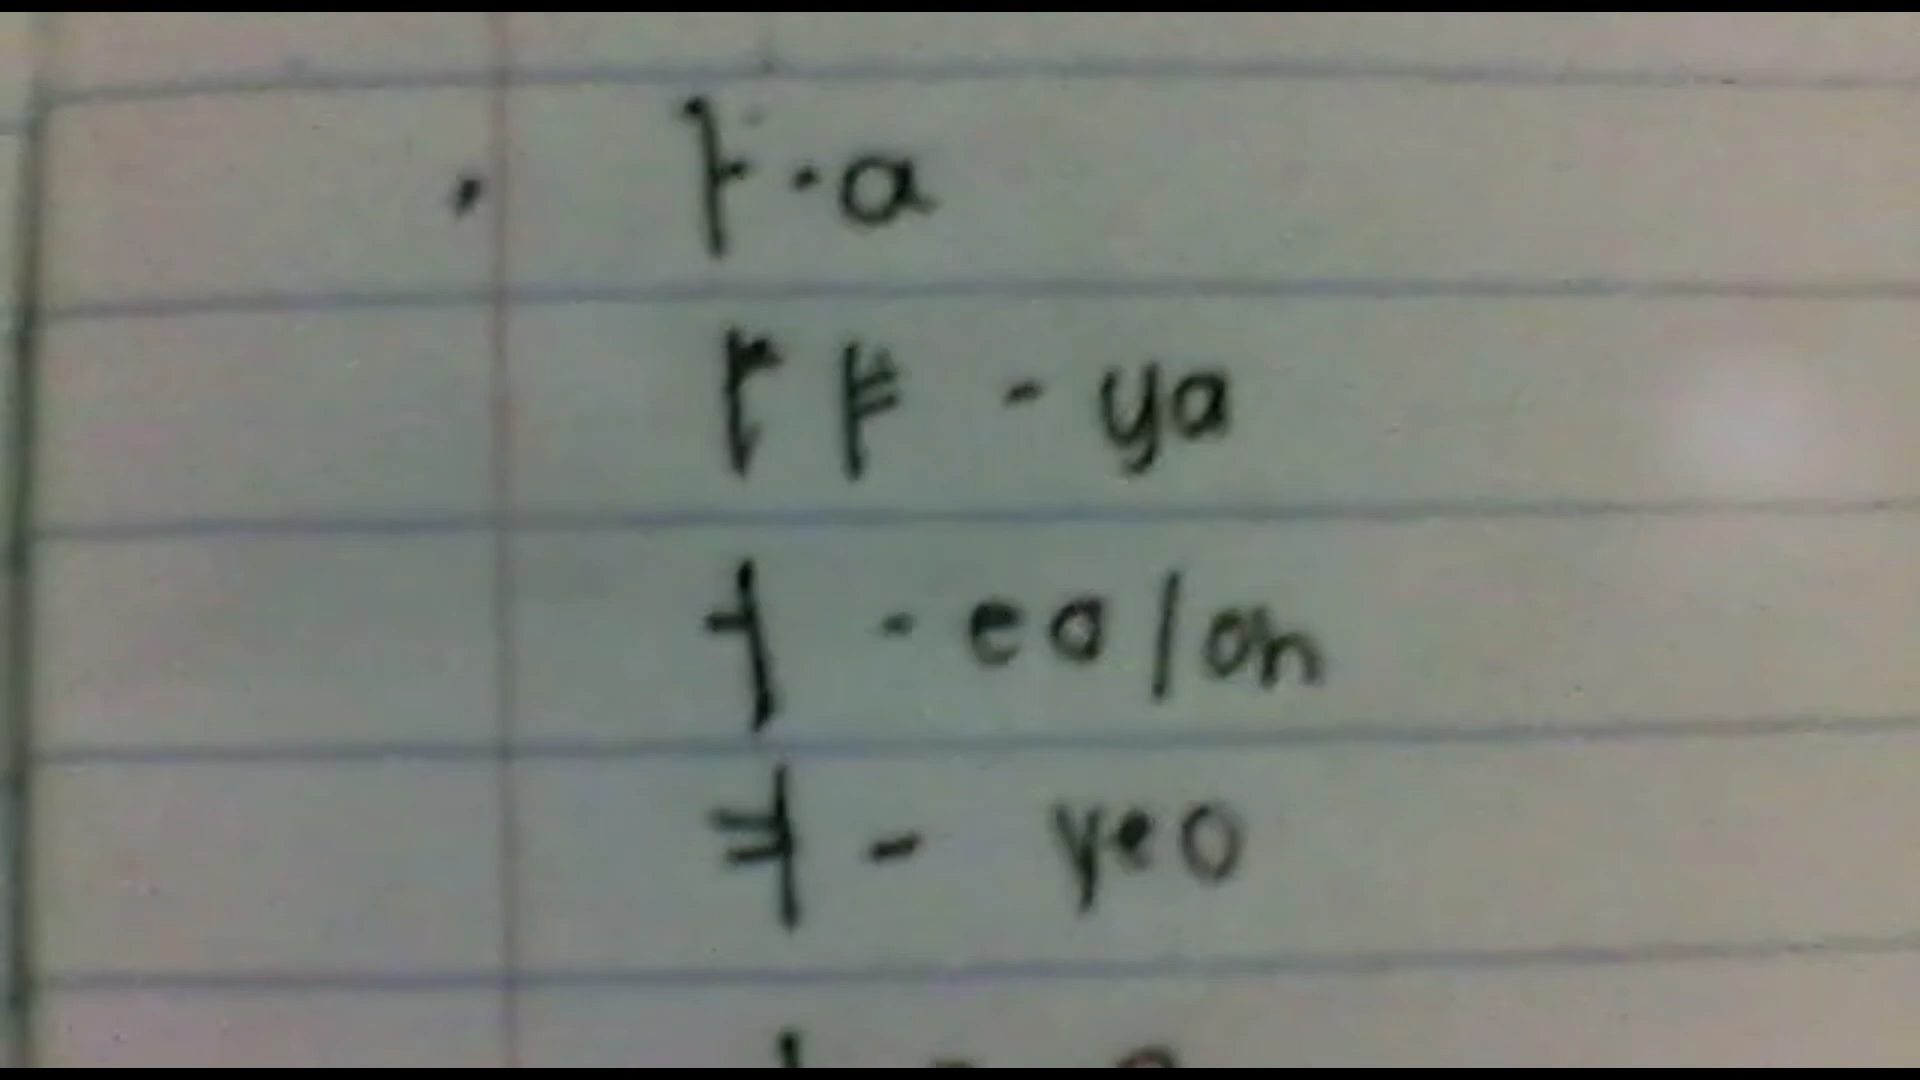 ㅏ - a
ㅏ ㅑ - ya
ㅓ - eo/on
ㅕ - yeo